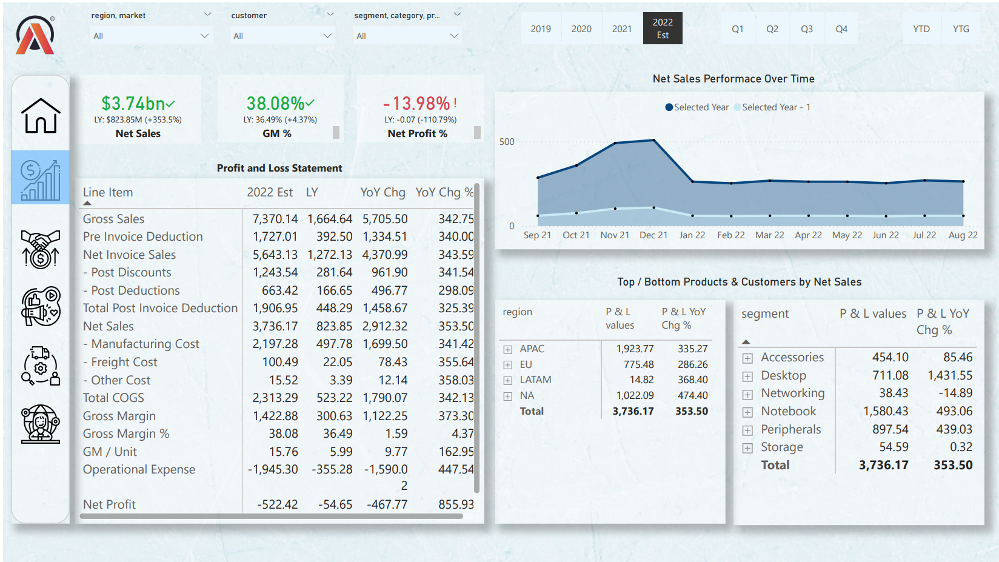 region, market
customer
segment, category, pr...
All
All
All
2019
2020
2021
2022
Est
Q1
Q2
Q3
Q4
YTD
YTG
®
$3.74bn
LY: $823.85M (+353.5%)
Net Sales
38.08%
LY: 36.49% (+4.37%)
GM %
-13.98% !
LY: -0.07 (-110.79%)
Net Profit %
Net Sales Performace Over Time
Selected Year
Selected Year - 1
500
0
Sep 21 Oct 21 Nov 21 Dec 21 Jan 22 Feb 22 Mar 22 Apr 22 May 22 Jun 22 Jul 22 Aug 22
Profit and Loss Statement
Line Item 2022 Est LY YoY Chg YoY Chg %
Gross Sales 7,370.14 1,664.64 5,705.50 342.75
Pre Invoice Deduction 1,727.01 392.50 1,334.51 340.00
Net Invoice Sales 5,643.13 1,272.13 4,370.99 343.59
- Post Discounts 1,243.54 281.64 961.90 341.54
- Post Deductions 663.42 166.65 496.77 298.09
Total Post Invoice Deduction 1,906.95 448.29 1,458.67 325.39
Net Sales 3,736.17 823.85 2,912.32 353.50
- Manufacturing Cost 2,197.28 497.78 1,699.50 341.42
- Freight Cost 100.49 22.05 78.43 355.64
- Other Cost 15.52 3.39 12.14 358.03
Total COGS 2,313.29 523.22 1,790.07 342.13
Gross Margin 1,422.88 300.63 1,122.25 373.30
Gross Margin % 38.08 36.49 1.59 4.37
GM / Unit 15.76 5.99 9.77 162.95
Operational Expense -1,945.30 -355.28 -1,590.0 447.54
2
Net Profit -522.42 -54.65 -467.77 855.93
Top / Bottom Products & Customers by Net Sales
region P & L P & L YoY
values Chg %
APAC 1,923.77 335.27
EU 775.48 286.26
LATAM 14.82 368.40
NA 1,022.09 474.40
Total 3,736.17 353.50
segment P & L values P & L YoY
Chg %
Accessories 454.10 85.46
Desktop 711.08 1,431.55
Networking 38.43 -14.89
Notebook 1,580.43 493.06
Peripherals 897.54 439.03
Storage 54.59 0.32
Total 3,736.17 353.50